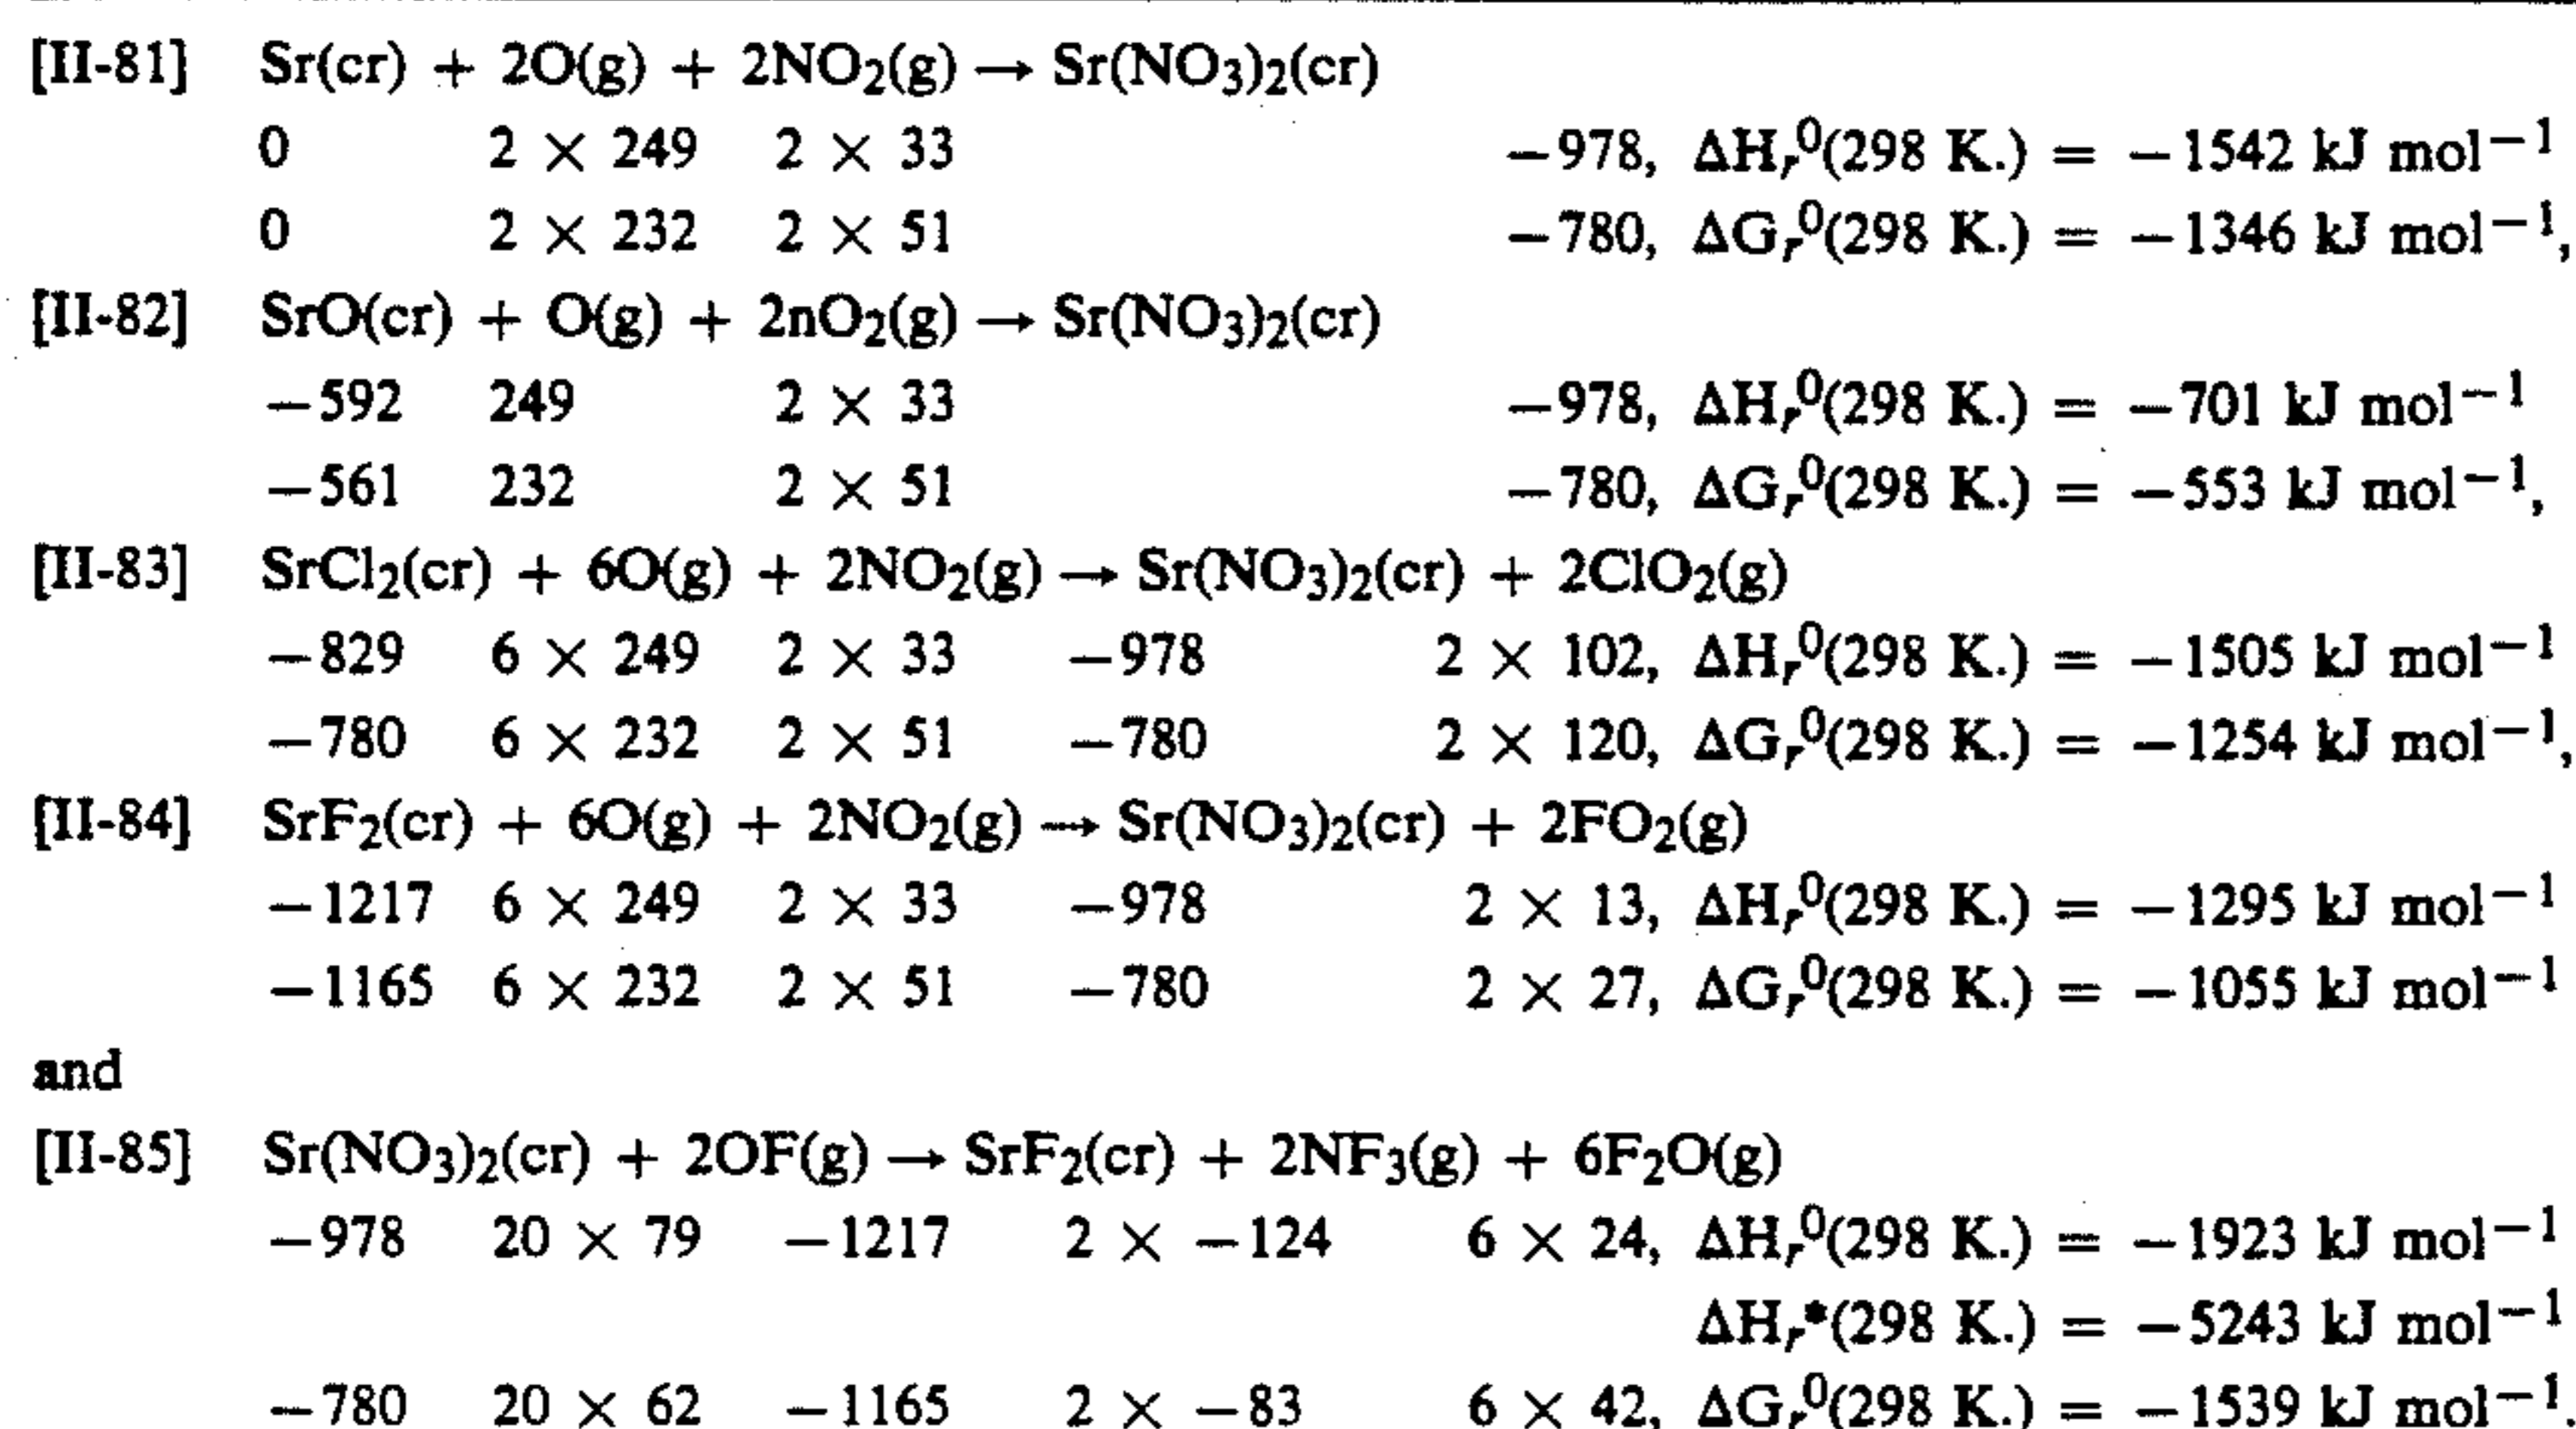 [II-81] Sr(cr) + 2O(g) + 2NO₂(g) → Sr(NO₃)₂(cr)
0 2 × 249 2 × 33 −978, ΔHᵣ⁰(298 K.) = −1542 kJ mol⁻¹
0 2 × 232 2 × 51 −780, ΔGᵣ⁰(298 K.) = −1346 kJ mol⁻¹,
[II-82] SrO(cr) + O(g) + 2nO₂(g) → Sr(NO₃)₂(cr)
−592 249 2 × 33 −978, ΔHᵣ⁰(298 K.) = −701 kJ mol⁻¹
−561 232 2 × 51 −780, ΔGᵣ⁰(298 K.) = −553 kJ mol⁻¹,
[II-83] SrCl₂(cr) + 6O(g) + 2NO₂(g) → Sr(NO₃)₂(cr) + 2ClO₂(g)
−829 6 × 249 2 × 33 −978 2 × 102, ΔHᵣ⁰(298 K.) = −1505 kJ mol⁻¹
−780 6 × 232 2 × 51 −780 2 × 120, ΔGᵣ⁰(298 K.) = −1254 kJ mol⁻¹,
[II-84] SrF₂(cr) + 6O(g) + 2NO₂(g) → Sr(NO₃)₂(cr) + 2FO₂(g)
−1217 6 × 249 2 × 33 −978 2 × 13, ΔHᵣ⁰(298 K.) = −1295 kJ mol⁻¹
−1165 6 × 232 2 × 51 −780 2 × 27, ΔGᵣ⁰(298 K.) = −1055 kJ mol⁻¹
and
[II-85] Sr(NO₃)₂(cr) + 2OF(g) → SrF₂(cr) + 2NF₃(g) + 6F₂O(g)
−978 20 × 79 −1217 2 × −124 6 × 24, ΔHᵣ⁰(298 K.) = −1923 kJ mol⁻¹
ΔHᵣ*(298 K.) = −5243 kJ mol⁻¹
−780 20 × 62 −1165 2 × −83 6 × 42, ΔGᵣ⁰(298 K.) = −1539 kJ mol⁻¹.